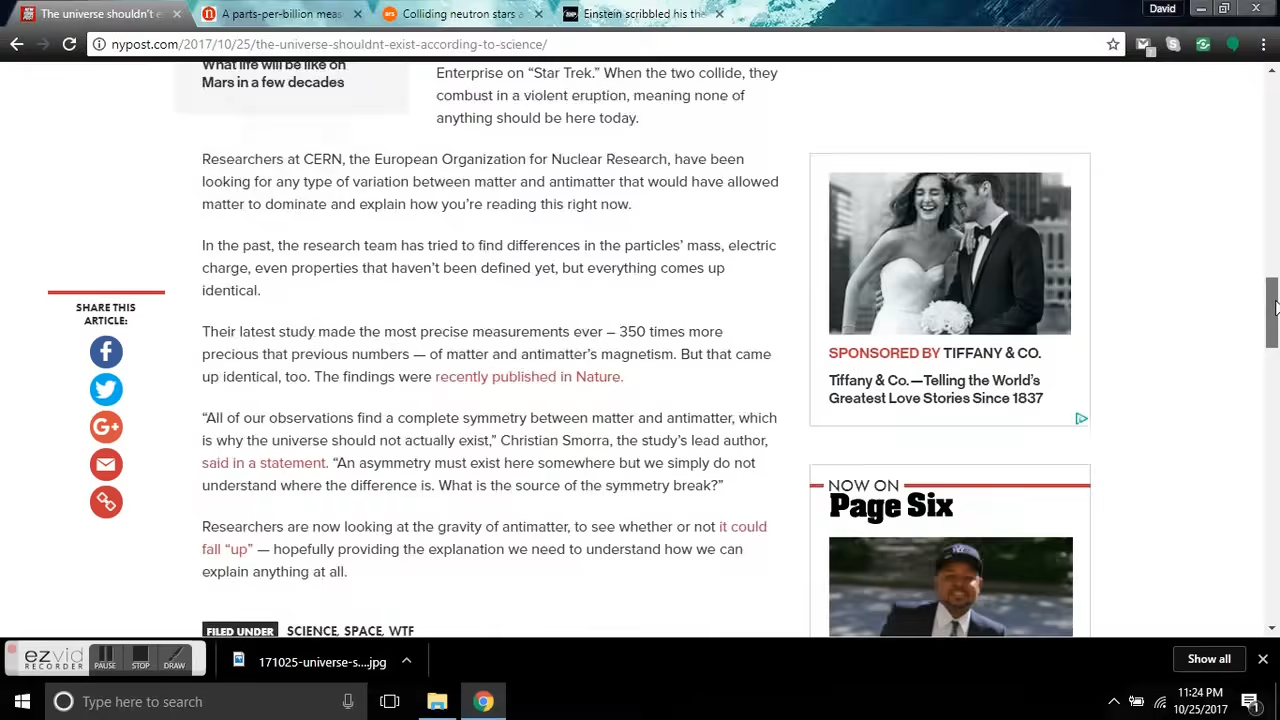 The universe shouldn't e
A parts-per-billion meas
Colliding neutron stars a
Einstein scribbled his the
David
nypost.com/2017/10/25/the-universe-shouldnt-exist-according-to-science/
1
What life will be like on
Mars in a few decades
Enterprise on “Star Trek.” When the two collide, they
combust in a violent eruption, meaning none of
anything should be here today.
Researchers at CERN, the European Organization for Nuclear Research, have been
looking for any type of variation between matter and antimatter that would have allowed
matter to dominate and explain how you’re reading this right now.
In the past, the research team has tried to find differences in the particles’ mass, electric
charge, even properties that haven’t been defined yet, but everything comes up
identical.
SHARE THIS
ARTICLE:
Their latest study made the most precise measurements ever – 350 times more
precious that previous numbers — of matter and antimatter’s magnetism. But that came
up identical, too. The findings were recently published in Nature.
“All of our observations find a complete symmetry between matter and antimatter, which
is why the universe should not actually exist,” Christian Smorra, the study’s lead author,
said in a statement. “An asymmetry must exist here somewhere but we simply do not
understand where the difference is. What is the source of the symmetry break?”
Researchers are now looking at the gravity of antimatter, to see whether or not it could
fall “up” — hopefully providing the explanation we need to understand how we can
explain anything at all.
FILED UNDER SCIENCE, SPACE, WTF
SPONSORED BY TIFFANY & CO.
Tiffany & Co.—Telling the World’s
Greatest Love Stories Since 1837
NOW ON
Page Six
ezvid
RECORDER
PAUSE
STOP
DRAW
171025-universe-s....jpg
Show all
Type here to search
11:24 PM
10/25/2017
1